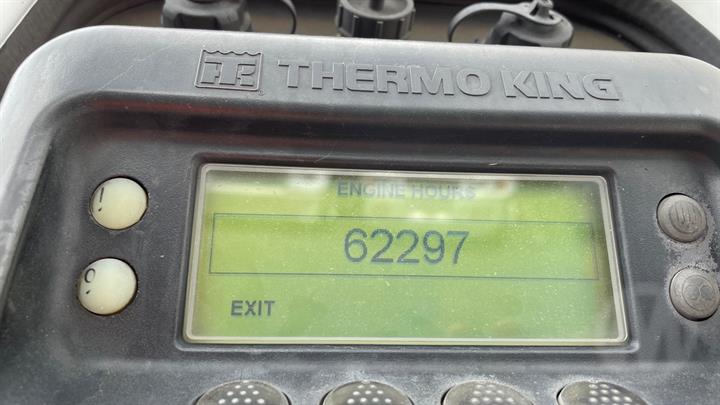 THERMO KING
ENGINE HOURS
62297
EXIT